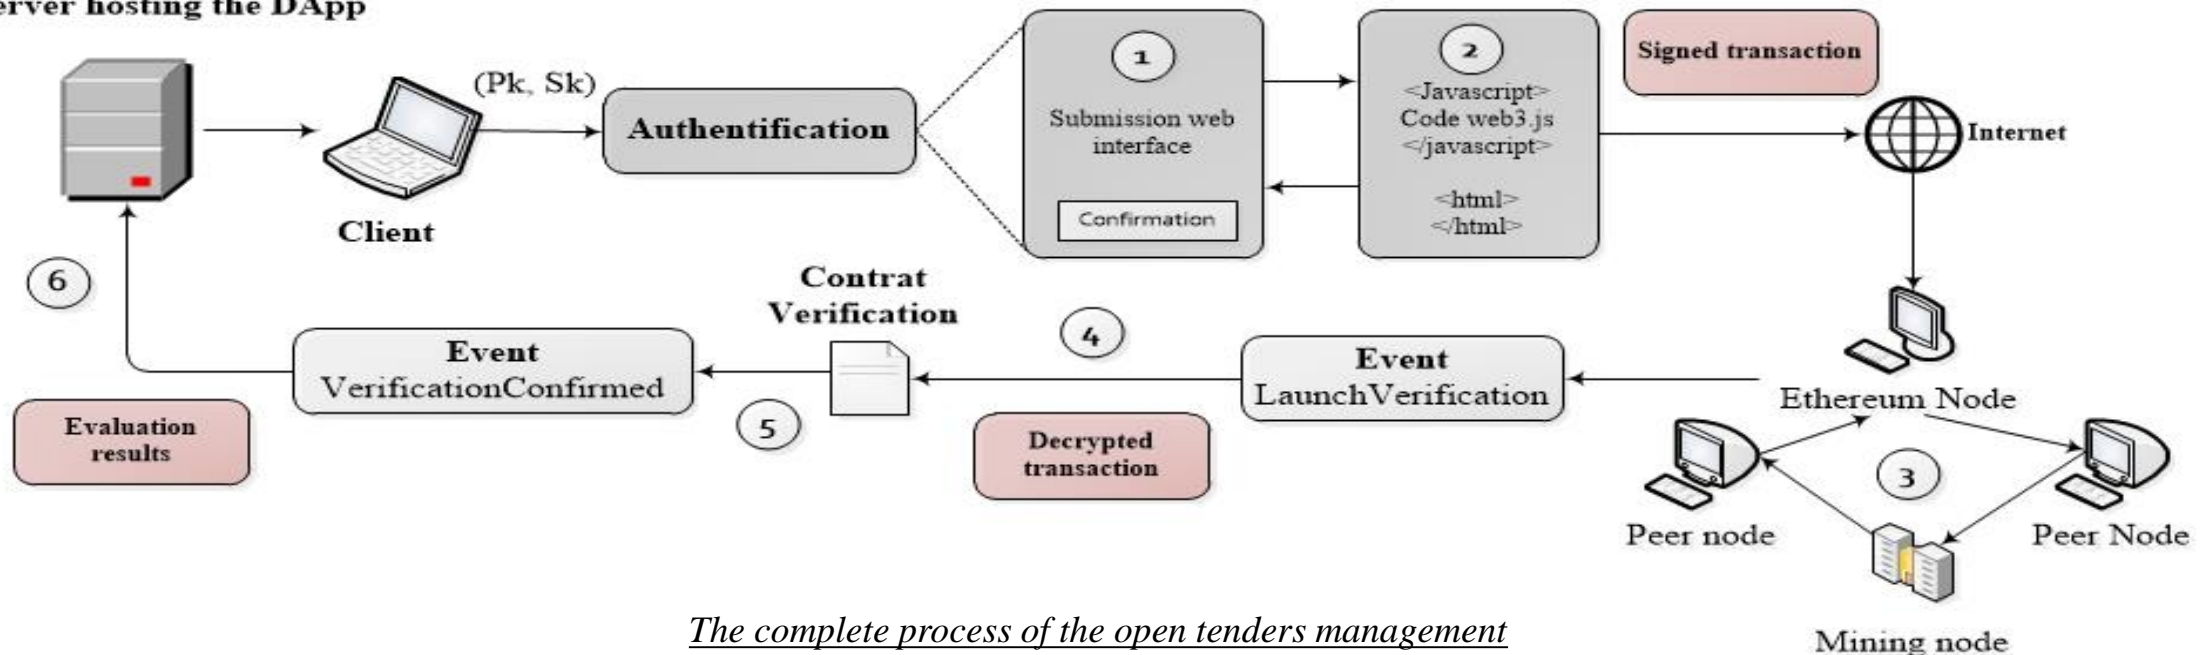 erver hosting the DApp
(Pk, Sk)
Client
Authentification
1
Submission web
interface
Confirmation
2
<Javascript>
Code web3.js
</javascript>
<html>
</html>
Signed transaction
Internet
Ethereum Node
3
Peer node
Peer Node
Mining node
Event
LaunchVerification
4
Decrypted
transaction
Contrat
Verification
5
Event
VerificationConfirmed
6
Evaluation
results
The complete process of the open tenders management